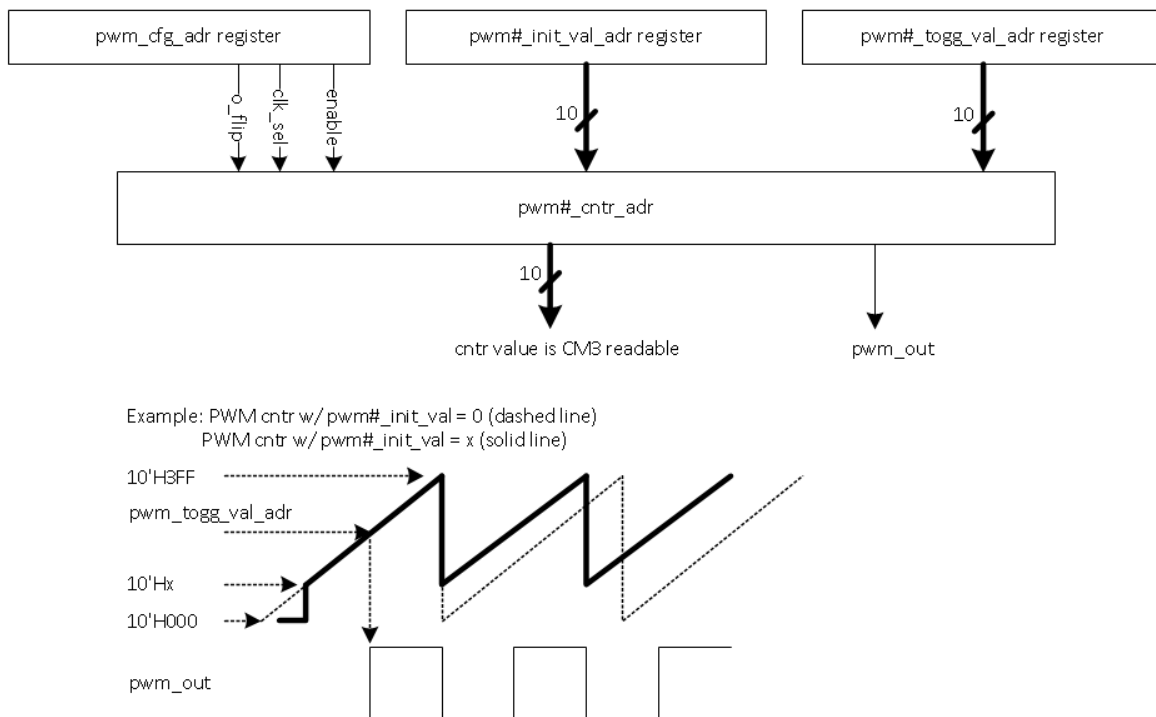 pwm_cfg_adr register
pwm#_init_val_adr register
pwm#_togg_val_adr register
o_flip
clk_sel
enable
10
10
pwm#_cntr_adr
10
cntr value is CM3 readable
pwm_out
Example: PWM cntr w/ pwm#_init_val = 0 (dashed line)
PWM cntr w/ pwm#_init_val = x (solid line)
10'H3FF
pwm_togg_val_adr
10'Hx
10'H000
pwm_out